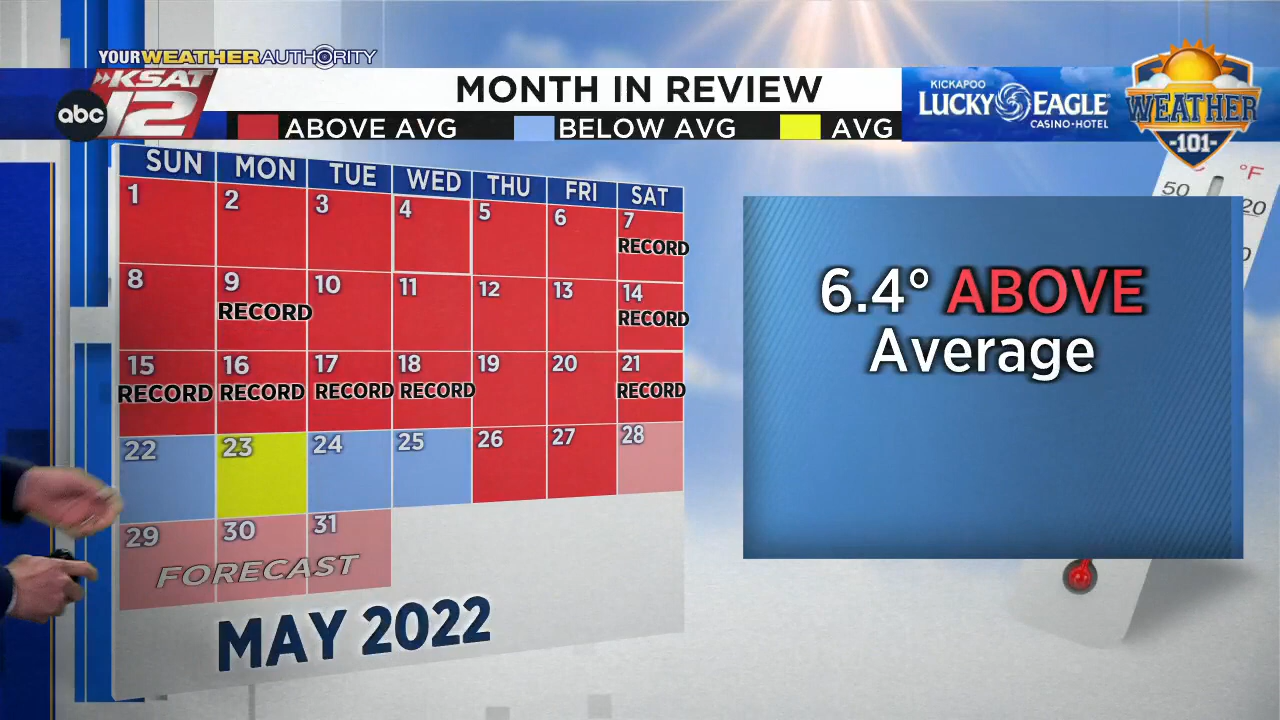 YOURWEATHERAUTHORITY
KSAT
abc 12
MONTH IN REVIEW
ABOVE AVG BELOW AVG AVG
KICKAPOO
LUCKY EAGLE
CASINO•HOTEL
WEATHER
-101-
°F
50
20
SUN MON TUE WED THU FRI SAT
1 2 3 4 5 6 7
RECORD
8 9 10 11 12 13 14
RECORD RECORD
15 16 17 18 19 20 21
RECORD RECORD RECORD RECORD RECORD
22 23 24 25 26 27 28
29 30 31
FORECAST
MAY 2022
6.4° ABOVE
Average